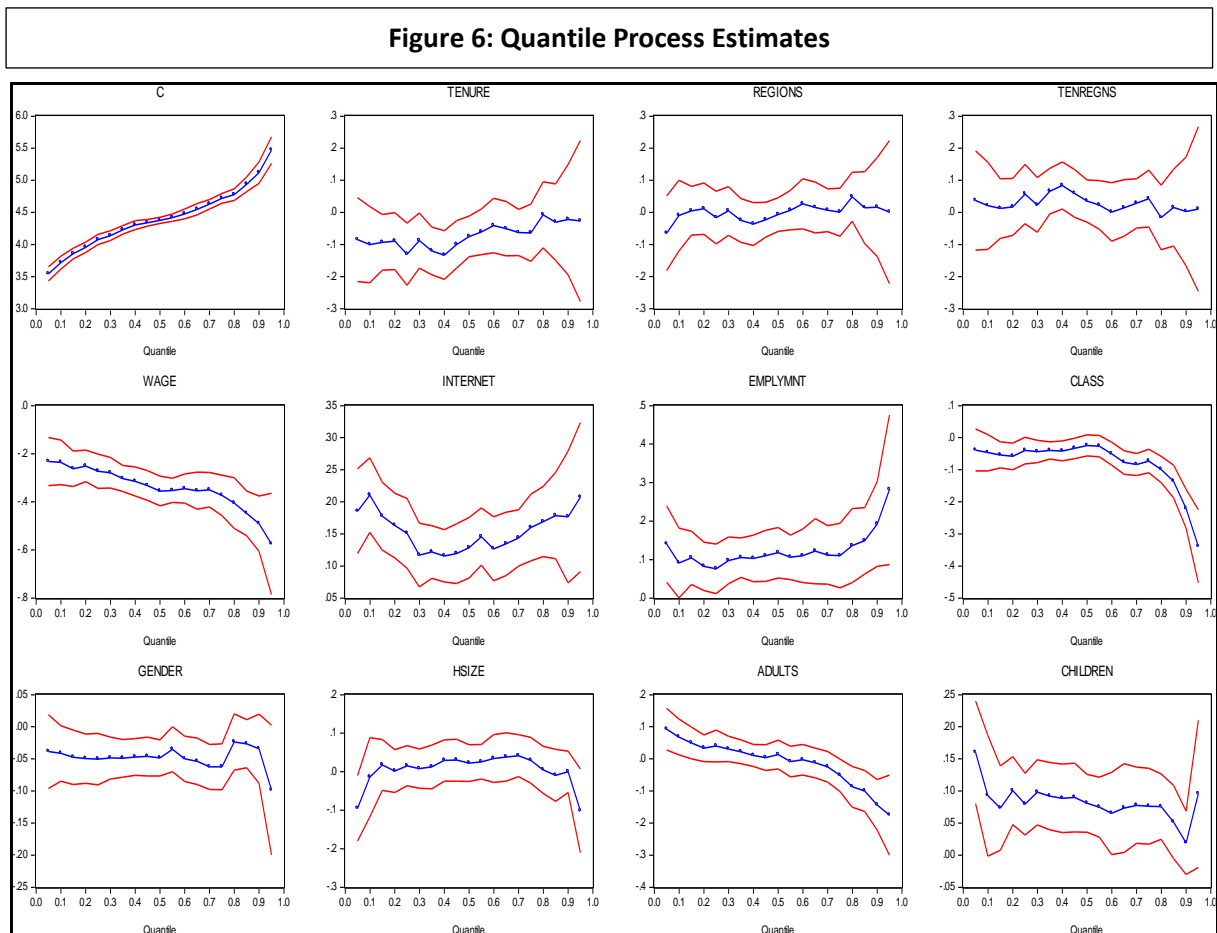 Figure 6: Quantile Process Estimates
C
6.0
5.5
5.0
4.5
4.0
3.5
3.0
0.0 0.1 0.2 0.3 0.4 0.5 0.6 0.7 0.8 0.9 1.0
Quantile
TENURE
.3
.2
.1
.0
-.1
-.2
-.3
0.0 0.1 0.2 0.3 0.4 0.5 0.6 0.7 0.8 0.9 1.0
Quantile
REGIONS
.3
.2
.1
.0
-.1
-.2
-.3
0.0 0.1 0.2 0.3 0.4 0.5 0.6 0.7 0.8 0.9 1.0
Quantile
TENREGNS
.3
.2
.1
.0
-.1
-.2
-.3
0.0 0.1 0.2 0.3 0.4 0.5 0.6 0.7 0.8 0.9 1.0
Quantile
WAGE
.0
-.2
-.4
-.6
-.8
0.0 0.1 0.2 0.3 0.4 0.5 0.6 0.7 0.8 0.9 1.0
Quantile
INTERNET
.35
.30
.25
.20
.15
.10
.05
0.0 0.1 0.2 0.3 0.4 0.5 0.6 0.7 0.8 0.9 1.0
Quantile
EMPLYMNT
.5
.4
.3
.2
.1
.0
0.0 0.1 0.2 0.3 0.4 0.5 0.6 0.7 0.8 0.9 1.0
Quantile
CLASS
.1
.0
-.1
-.2
-.3
-.4
-.5
0.0 0.1 0.2 0.3 0.4 0.5 0.6 0.7 0.8 0.9 1.0
Quantile
GENDER
.05
.00
-.05
-.10
-.15
-.20
-.25
0.0 0.1 0.2 0.3 0.4 0.5 0.6 0.7 0.8 0.9 1.0
Quantile
HSIZE
.2
.1
.0
-.1
-.2
-.3
0.0 0.1 0.2 0.3 0.4 0.5 0.6 0.7 0.8 0.9 1.0
Quantile
ADULTS
.2
.1
.0
-.1
-.2
-.3
-.4
0.0 0.1 0.2 0.3 0.4 0.5 0.6 0.7 0.8 0.9 1.0
Quantile
CHILDREN
.25
.20
.15
.10
.05
.00
-.05
0.0 0.1 0.2 0.3 0.4 0.5 0.6 0.7 0.8 0.9 1.0
Quantile